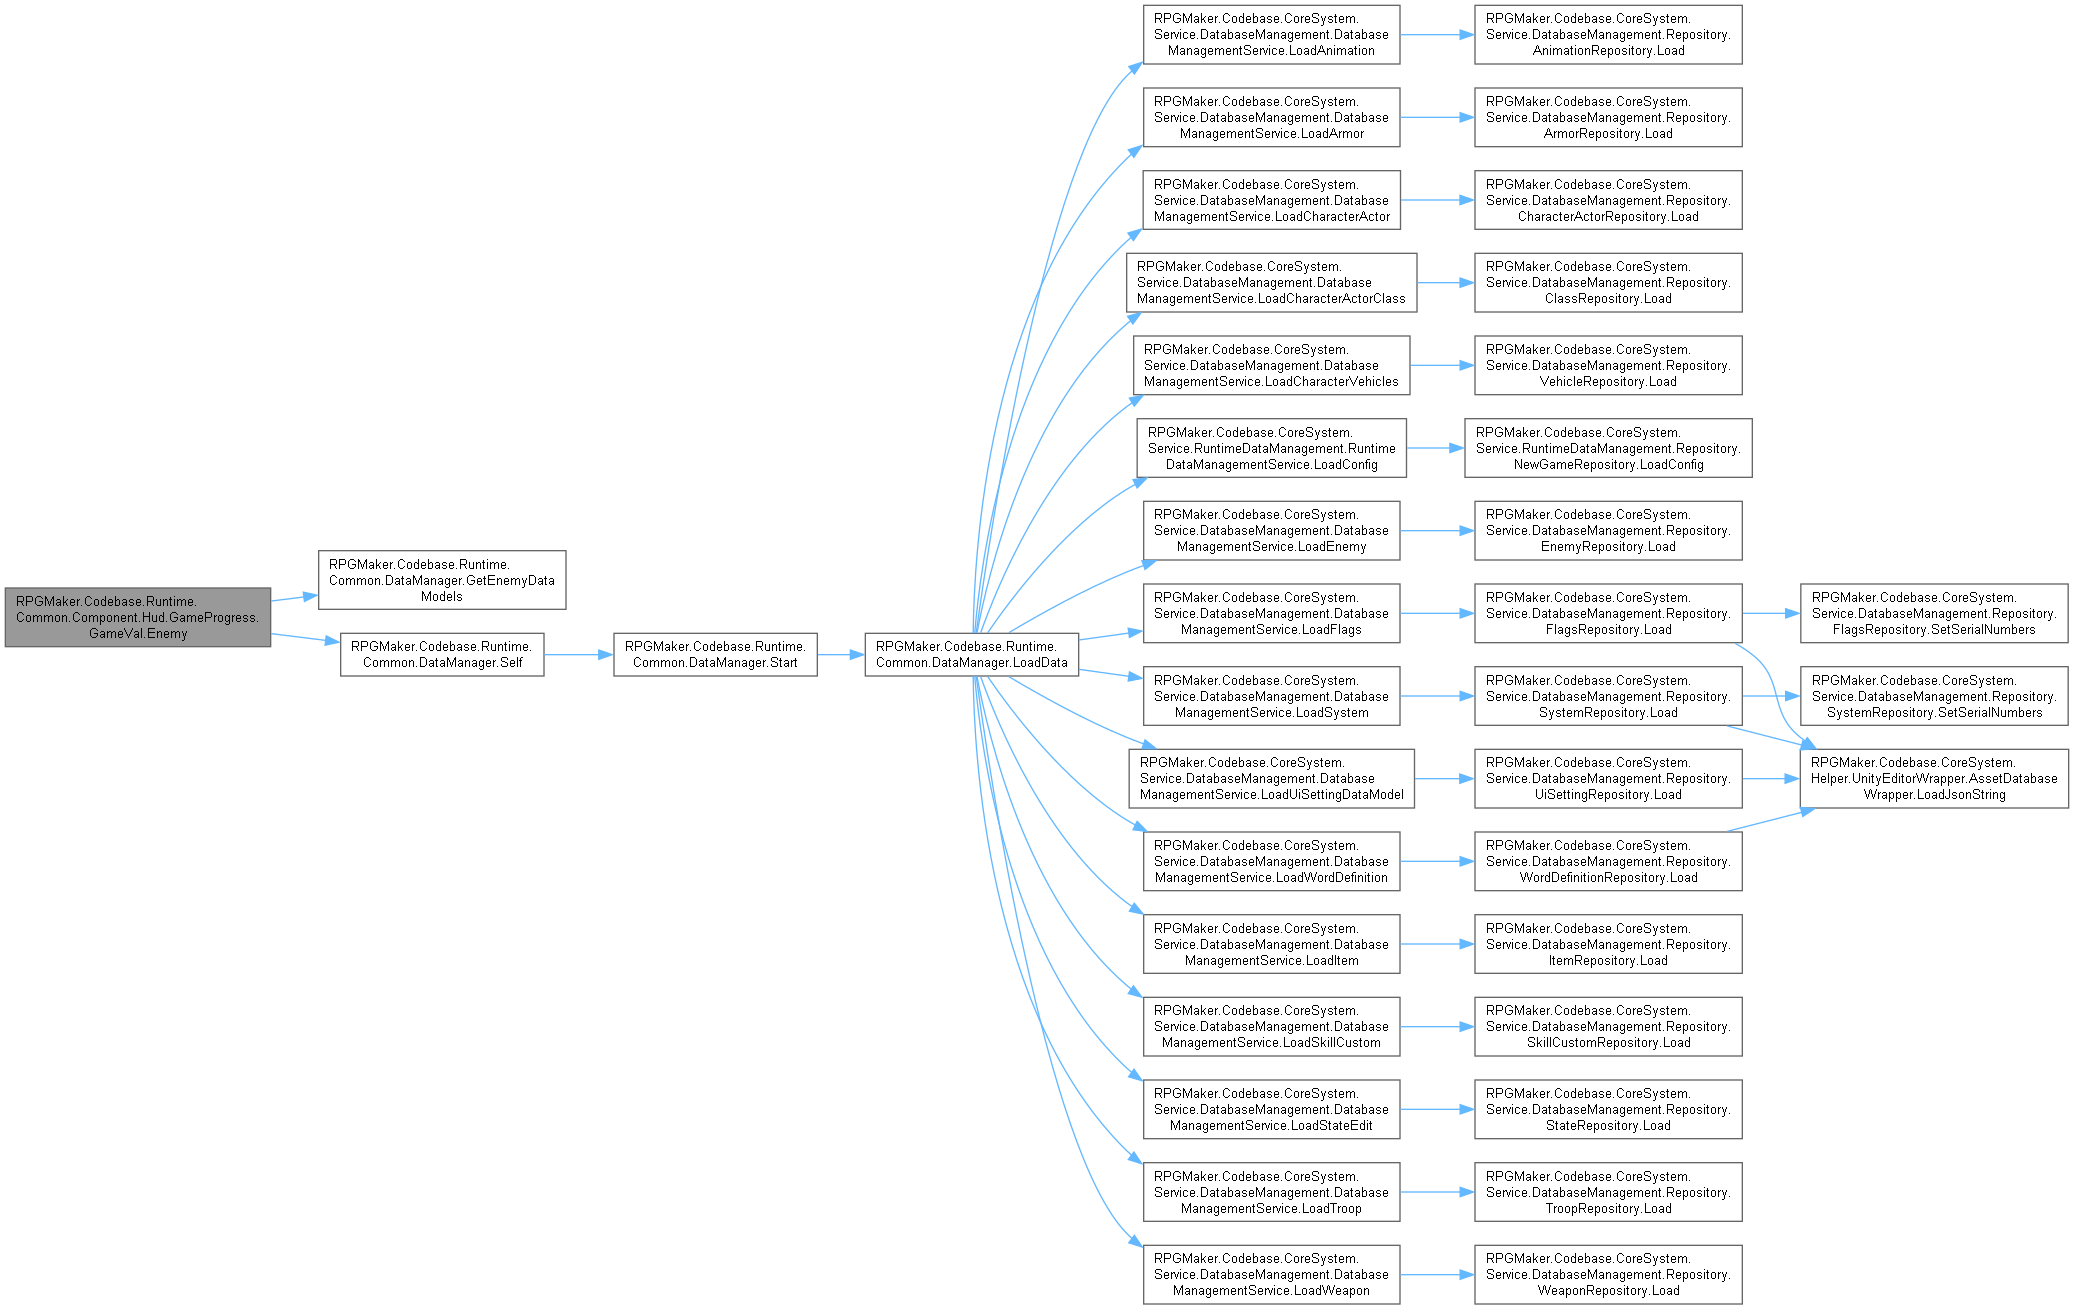 RPGMaker.Codebase.Runtime.
Common.Component.Hud.GameProgress.
GameVal.Enemy
RPGMaker.Codebase.Runtime.
Common.DataManager.GetEnemyData
Models
RPGMaker.Codebase.Runtime.
Common.DataManager.Self
RPGMaker.Codebase.Runtime.
Common.DataManager.Start
RPGMaker.Codebase.Runtime.
Common.DataManager.LoadData
RPGMaker.Codebase.CoreSystem.
Service.DatabaseManagement.Database
ManagementService.LoadAnimation
RPGMaker.Codebase.CoreSystem.
Service.DatabaseManagement.Repository.
AnimationRepository.Load
RPGMaker.Codebase.CoreSystem.
Service.DatabaseManagement.Database
ManagementService.LoadArmor
RPGMaker.Codebase.CoreSystem.
Service.DatabaseManagement.Repository.
ArmorRepository.Load
RPGMaker.Codebase.CoreSystem.
Service.DatabaseManagement.Database
ManagementService.LoadCharacterActor
RPGMaker.Codebase.CoreSystem.
Service.DatabaseManagement.Repository.
CharacterActorRepository.Load
RPGMaker.Codebase.CoreSystem.
Service.DatabaseManagement.Database
ManagementService.LoadCharacterActorClass
RPGMaker.Codebase.CoreSystem.
Service.DatabaseManagement.Repository.
ClassRepository.Load
RPGMaker.Codebase.CoreSystem.
Service.DatabaseManagement.Database
ManagementService.LoadCharacterVehicles
RPGMaker.Codebase.CoreSystem.
Service.DatabaseManagement.Repository.
VehicleRepository.Load
RPGMaker.Codebase.CoreSystem.
Service.RuntimeDataManagement.Runtime
DataManagementService.LoadConfig
RPGMaker.Codebase.CoreSystem.
Service.RuntimeDataManagement.Repository.
NewGameRepository.LoadConfig
RPGMaker.Codebase.CoreSystem.
Service.DatabaseManagement.Database
ManagementService.LoadEnemy
RPGMaker.Codebase.CoreSystem.
Service.DatabaseManagement.Repository.
EnemyRepository.Load
RPGMaker.Codebase.CoreSystem.
Service.DatabaseManagement.Database
ManagementService.LoadFlags
RPGMaker.Codebase.CoreSystem.
Service.DatabaseManagement.Repository.
FlagsRepository.Load
RPGMaker.Codebase.CoreSystem.
Service.DatabaseManagement.Repository.
FlagsRepository.SetSerialNumbers
RPGMaker.Codebase.CoreSystem.
Service.DatabaseManagement.Database
ManagementService.LoadSystem
RPGMaker.Codebase.CoreSystem.
Service.DatabaseManagement.Repository.
SystemRepository.Load
RPGMaker.Codebase.CoreSystem.
Service.DatabaseManagement.Repository.
SystemRepository.SetSerialNumbers
RPGMaker.Codebase.CoreSystem.
Service.DatabaseManagement.Database
ManagementService.LoadUiSettingDataModel
RPGMaker.Codebase.CoreSystem.
Service.DatabaseManagement.Repository.
UiSettingRepository.Load
RPGMaker.Codebase.CoreSystem.
Helper.UnityEditorWrapper.AssetDatabase
Wrapper.LoadJsonString
RPGMaker.Codebase.CoreSystem.
Service.DatabaseManagement.Database
ManagementService.LoadWordDefinition
RPGMaker.Codebase.CoreSystem.
Service.DatabaseManagement.Repository.
WordDefinitionRepository.Load
RPGMaker.Codebase.CoreSystem.
Service.DatabaseManagement.Database
ManagementService.LoadItem
RPGMaker.Codebase.CoreSystem.
Service.DatabaseManagement.Repository.
ItemRepository.Load
RPGMaker.Codebase.CoreSystem.
Service.DatabaseManagement.Database
ManagementService.LoadSkillCustom
RPGMaker.Codebase.CoreSystem.
Service.DatabaseManagement.Repository.
SkillCustomRepository.Load
RPGMaker.Codebase.CoreSystem.
Service.DatabaseManagement.Database
ManagementService.LoadStateEdit
RPGMaker.Codebase.CoreSystem.
Service.DatabaseManagement.Repository.
StateRepository.Load
RPGMaker.Codebase.CoreSystem.
Service.DatabaseManagement.Database
ManagementService.LoadTroop
RPGMaker.Codebase.CoreSystem.
Service.DatabaseManagement.Repository.
TroopRepository.Load
RPGMaker.Codebase.CoreSystem.
Service.DatabaseManagement.Database
ManagementService.LoadWeapon
RPGMaker.Codebase.CoreSystem.
Service.DatabaseManagement.Repository.
WeaponRepository.Load